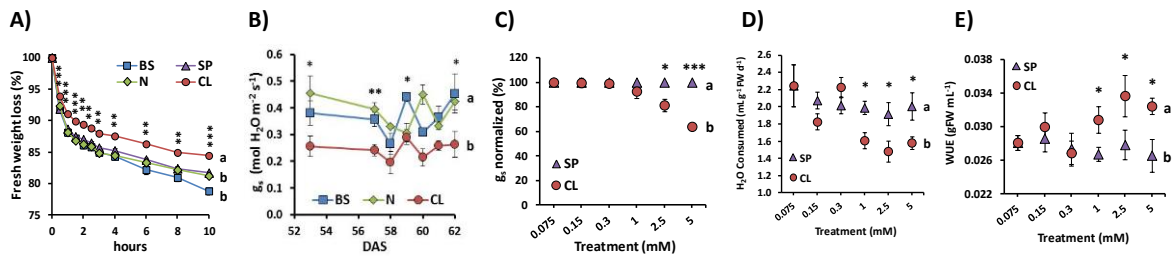 A)
Fresh weight loss (%)
100
95
90
85
80
75
BS SP
N CL
a
b
b
0 2 4 6 8 10
hours
B)
gs (mol H2O m-2 s-1)
0.6
0.5
0.4
0.3
0.2
0.1
0.0
* ** * *
a
b
BS N CL
52 54 56 58 60 62
DAS
C)
gs normalized (%)
120
100
80
60
40
20
0
* ***
a
b
SP
CL
0.075 0.15 0.3 1 2.5 5
Treatment (mM)
D)
H2O Consumed (mLg-1FW d-1)
2.6
2.4
2.2
2.0
1.8
1.6
1.4
1.2
1.0
* * *
a
b
SP
CL
0.075 0.15 0.3 1 2.5 5
Treatment (mM)
E)
WUE (gFW mL-1)
0.038
0.034
0.030
0.026
0.022
SP
CL
* * *
a
b
0.075 0.15 0.3 1 2.5 5
Treatment (mM)